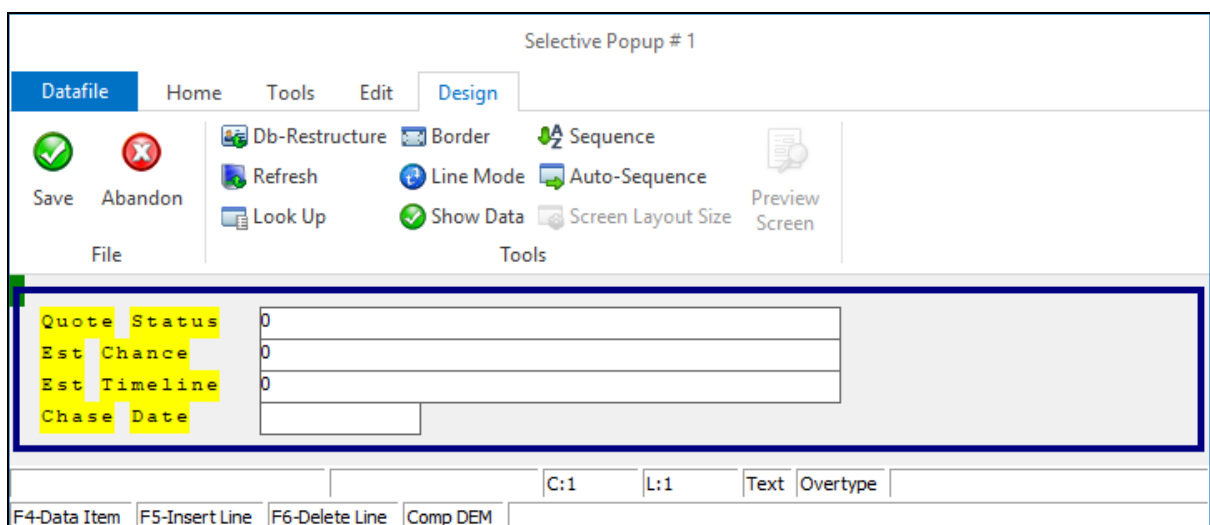 Selective Popup # 1
Datafile Home Tools Edit Design
Db-Restructure Border Sequence
Refresh Line Mode Auto-Sequence
Save Abandon Preview Screen
Look Up Show Data Screen Layout Size
File Tools
Quote Status 0
Est Chance 0
Est Timeline 0
Chase Date
C:1 L:1 Text Overtype
F4-Data Item F5-Insert Line F6-Delete Line Comp DEM